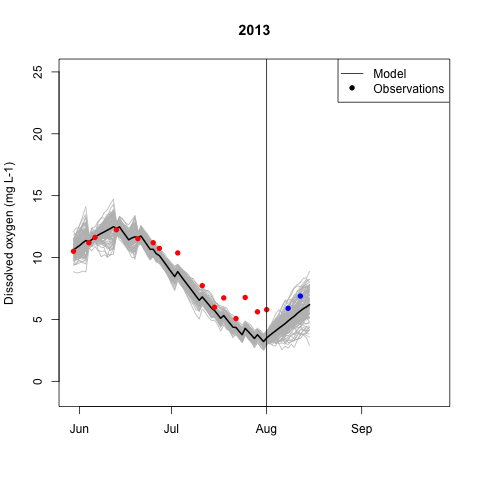 2013
Model
Observations
Dissolved oxygen (mg L-1)
25
20
15
10
5
0
Jun
Jul
Aug
Sep